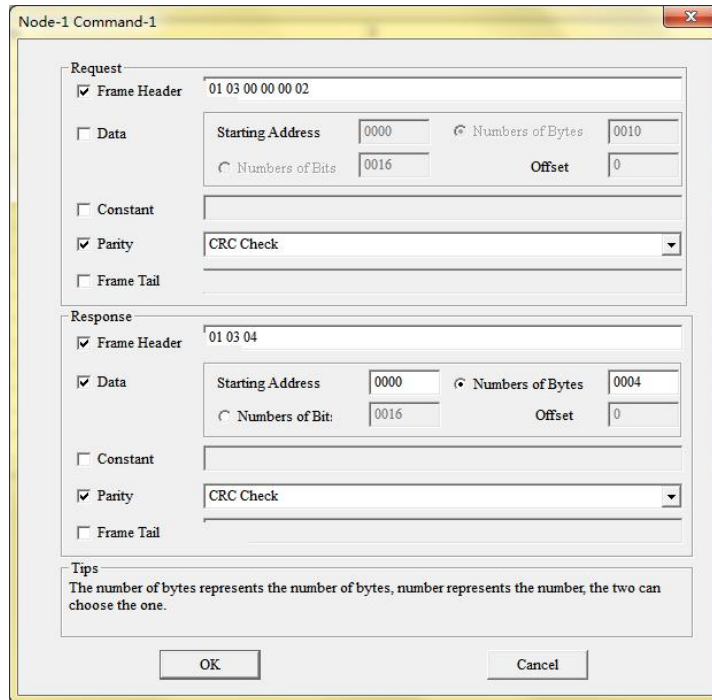 Node-1 Command-1
Request
Frame Header 01 03 00 00 00 02
Data Starting Address 0000 Numbers of Bytes 0010
Numbers of Bits 0016 Offset 0
Constant
Parity CRC Check
Frame Tail
Response
Frame Header 01 03 04
Data Starting Address 0000 Numbers of Bytes 0004
Numbers of Bit: 0016 Offset 0
Constant
Parity CRC Check
Frame Tail
Tips
The number of bytes represents the number of bytes, number represents the number, the two can
choose the one.
OK Cancel